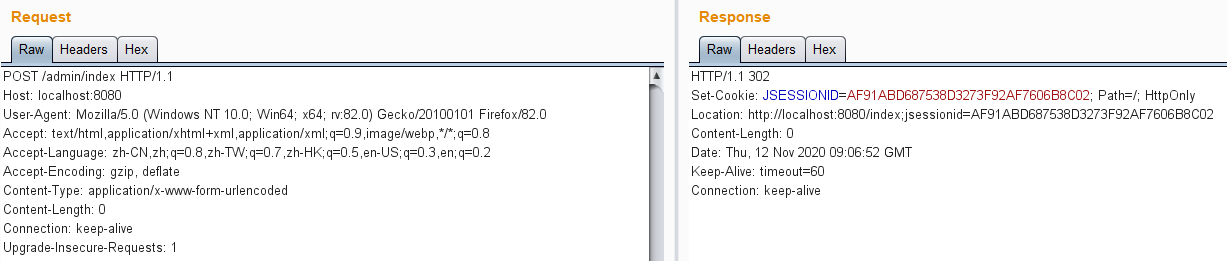 Request
Raw Headers Hex
POST /admin/index HTTP/1.1
Host: localhost:8080
User-Agent: Mozilla/5.0 (Windows NT 10.0; Win64; x64; rv:82.0) Gecko/20100101 Firefox/82.0
Accept: text/html,application/xhtml+xml,application/xml;q=0.9,image/webp,*/*;q=0.8
Accept-Language: zh-CN,zh;q=0.8,zh-TW;q=0.7,zh-HK;q=0.5,en-US;q=0.3,en;q=0.2
Accept-Encoding: gzip, deflate
Content-Type: application/x-www-form-urlencoded
Content-Length: 0
Connection: keep-alive
Upgrade-Insecure-Requests: 1
Response
Raw Headers Hex
HTTP/1.1 302
Set-Cookie: JSESSIONID=AF91ABD687538D3273F92AF7606B8C02; Path=/; HttpOnly
Location: http://localhost:8080/index;jsessionid=AF91ABD687538D3273F92AF7606B8C02
Content-Length: 0
Date: Thu, 12 Nov 2020 09:06:52 GMT
Keep-Alive: timeout=60
Connection: keep-alive